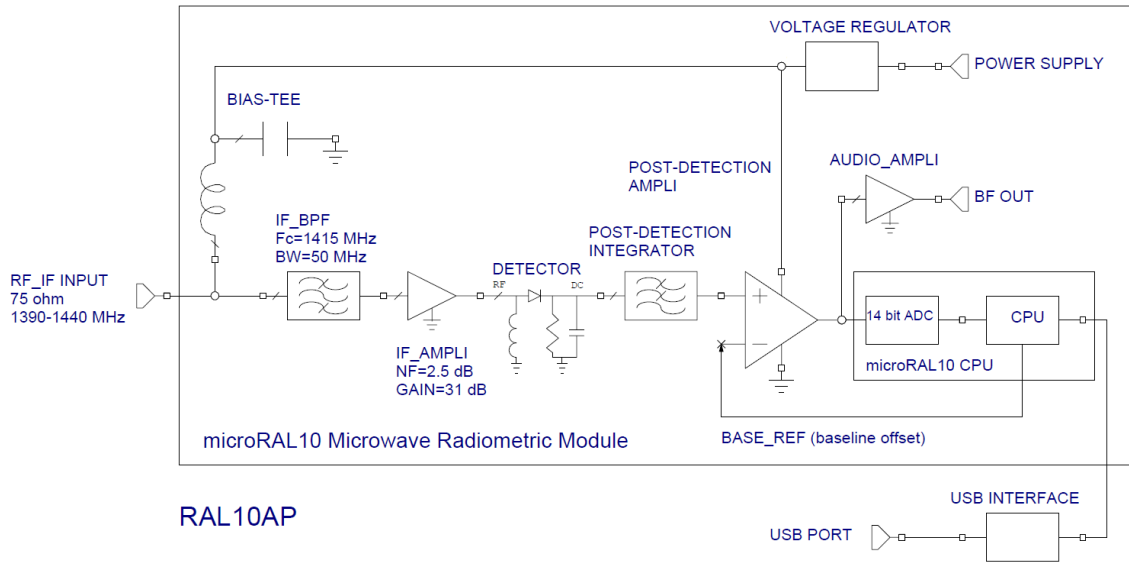 VOLTAGE REGULATOR
POWER SUPPLY
BIAS-TEE
POST-DETECTION
AMPLI
AUDIO_AMPLI
BF OUT
IF_BPF
Fc=1415 MHz
BW=50 MHz
POST-DETECTION
INTEGRATOR
DETECTOR
RF
DC
RF_IF INPUT
75 ohm
1390-1440 MHz
14 bit ADC
CPU
microRAL10 CPU
IF_AMPLI
NF=2.5 dB
GAIN=31 dB
BASE_REF (baseline offset)
microRAL10 Microwave Radiometric Module
RAL10AP
USB INTERFACE
USB PORT